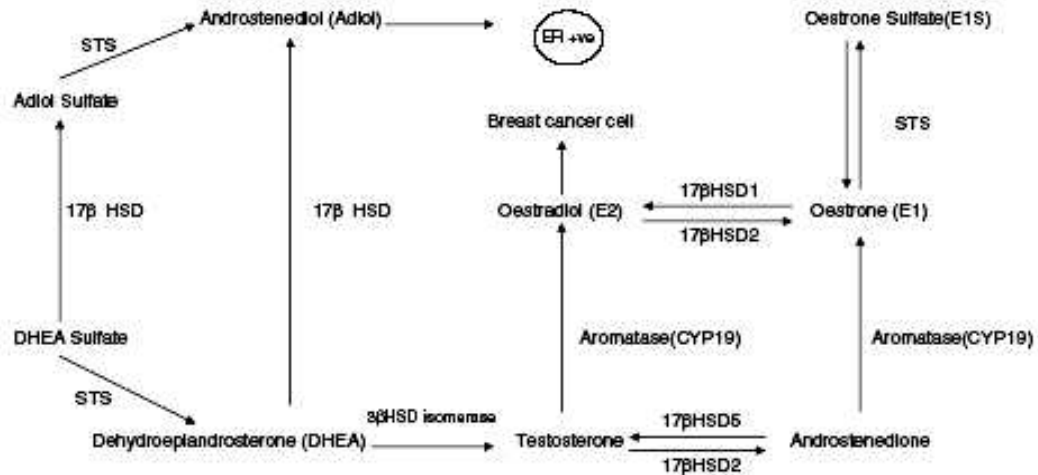 Androstenediol (Adiol)
ER +ve
Oestrone Sulfate(E1S)
STS
Adiol Sulfate
Breast cancer cell
STS
17β HSD
17β HSD
Oestradiol (E2)
17βHSD1
17βHSD2
Oestrone (E1)
DHEA Sulfate
Aromatase(CYP19)
Aromatase(CYP19)
STS
3βHSD isomerase
17βHSD5
Dehydroeplandrosterone (DHEA)
Testosterone
Androstenedione
17βHSD2